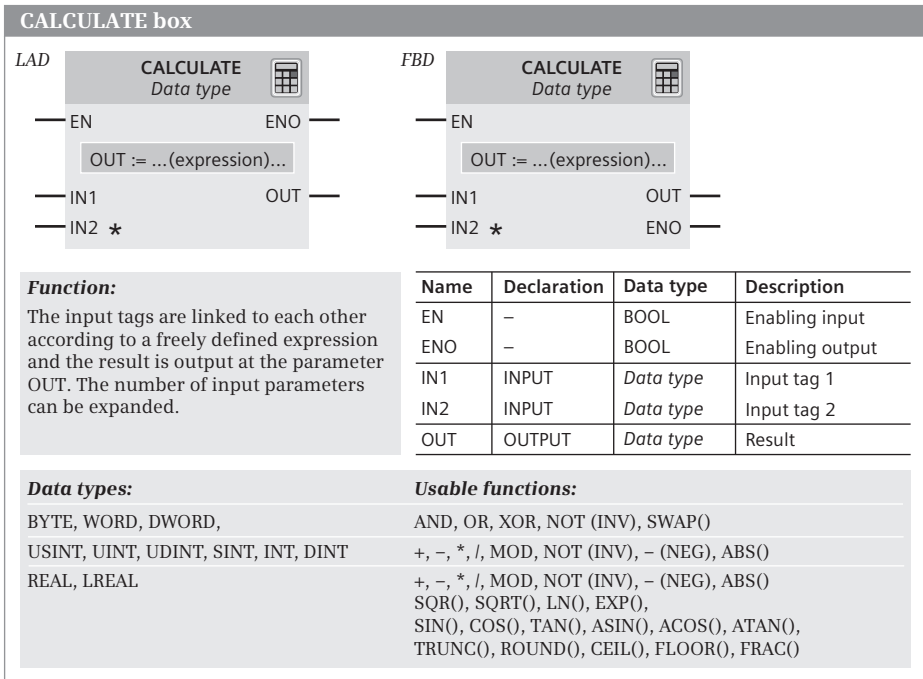 CALCULATE box
LAD
CALCULATE
Data type
EN
ENO
OUT := ...(expression)...
IN1
OUT
IN2 *
FBD
CALCULATE
Data type
EN
OUT := ...(expression)...
IN1
OUT
IN2 *
ENO
Function:
The input tags are linked to each other
according to a freely defined expression
and the result is output at the parameter
OUT. The number of input parameters
can be expanded.
Name Declaration Data type Description
EN – BOOL Enabling input
ENO – BOOL Enabling output
IN1 INPUT Data type Input tag 1
IN2 INPUT Data type Input tag 2
OUT OUTPUT Data type Result
Data types: Usable functions:
BYTE, WORD, DWORD, AND, OR, XOR, NOT (INV), SWAP()
USINT, UINT, UDINT, SINT, INT, DINT +, –, *, /, MOD, NOT (INV), – (NEG), ABS()
REAL, LREAL +, –, *, /, MOD, NOT (INV), – (NEG), ABS()
SQR(), SQRT(), LN(), EXP(),
SIN(), COS(), TAN(), ASIN(), ACOS(), ATAN(),
TRUNC(), ROUND(), CEIL(), FLOOR(), FRAC()